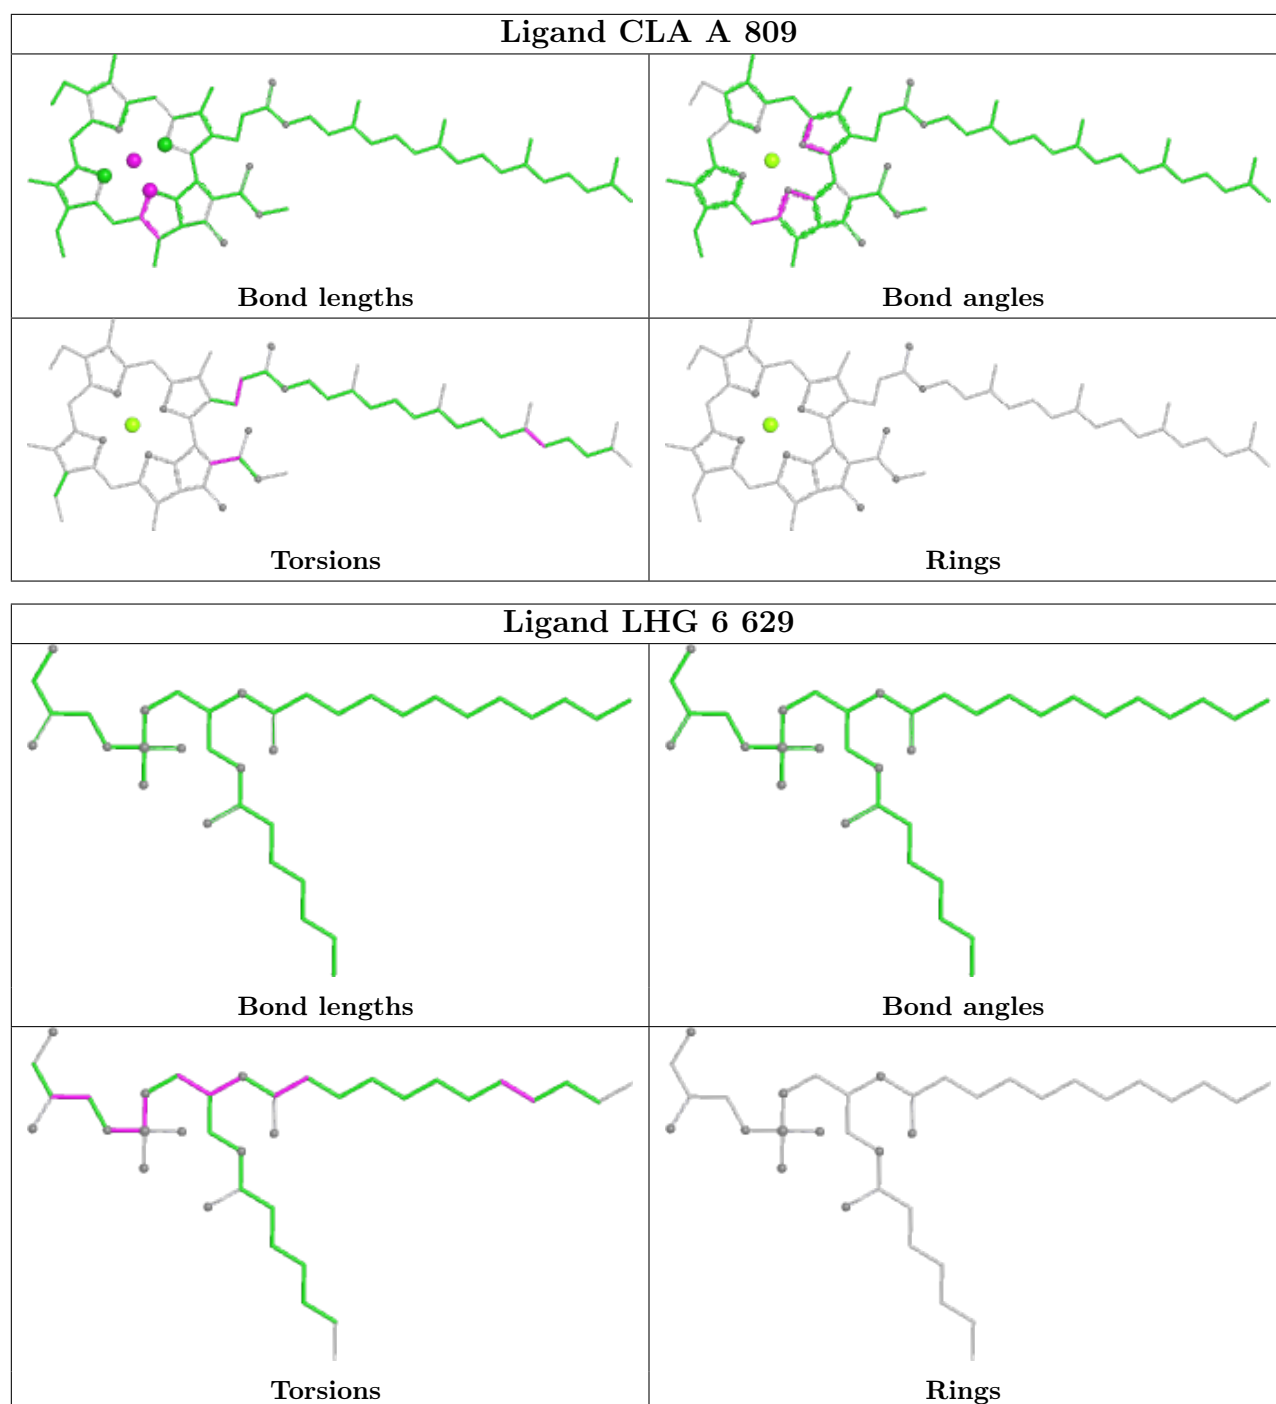 Ligand CLA A 809
Bond lengths
Bond angles
Torsions
Rings
Ligand LHG 6 629
Bond lengths
Bond angles
Torsions
Rings